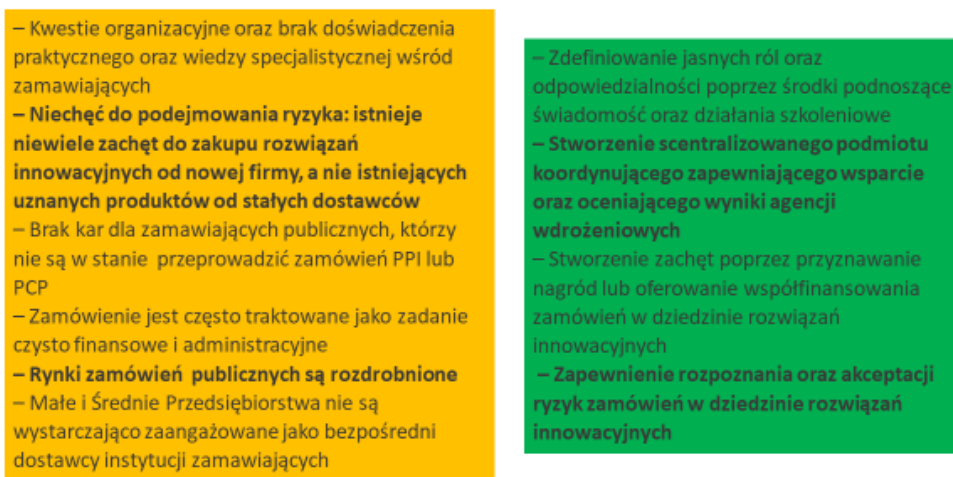 – Kwestie organizacyjne oraz brak doświadczenia
praktycznego oraz wiedzy specjalistycznej wśród
zamawiających
– Niechęć do podejmowania ryzyka: istnieje
niewiele zachęt do zakupu rozwiązań
innowacyjnych od nowej firmy, a nie istniejących
uznanych produktów od stałych dostawców
– Brak kar dla zamawiających publicznych, którzy
nie są w stanie przeprowadzić zamówień PPI lub
PCP
– Zamówienie jest często traktowane jako zadanie
czysto finansowe i administracyjne
– Rynki zamówień publicznych są rozdrobnione
– Małe i Średnie Przedsiębiorstwa nie są
wystarczająco zaangażowane jako bezpośredni
dostawcy instytucji zamawiających
– Zdefiniowanie jasnych ról oraz
odpowiedzialności poprzez środki podnoszące
świadomość oraz działania szkoleniowe
– Stworzenie scentralizowanego podmiotu
koordynującego zapewniającego wsparcie
oraz oceniającego wyniki agencji
wdrożeniowych
– Stworzenie zachęt poprzez przyznawanie
nagród lub oferowanie współfinansowania
zamówień w dziedzinie rozwiązań
innowacyjnych
– Zapewnienie rozpoznania oraz akceptacji
ryzyk zamówień w dziedzinie rozwiązań
innowacyjnych